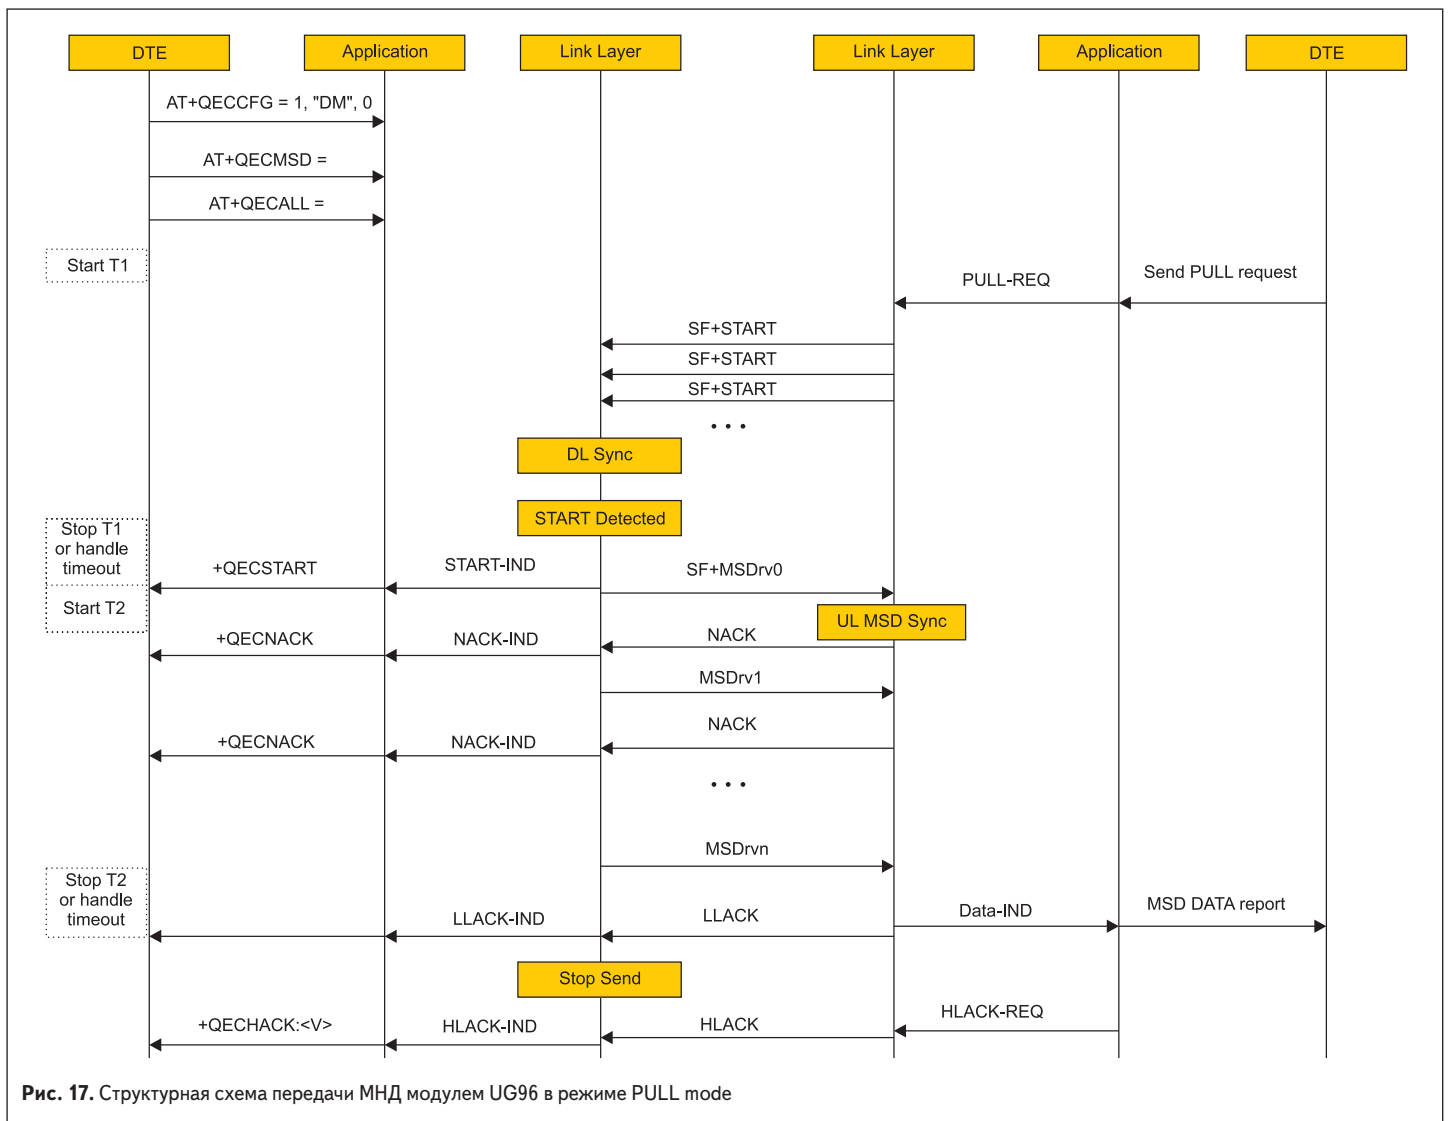 DTE
Application
Link Layer
Link Layer
Application
DTE
AT+QECCFG = 1, "DM", 0
AT+QECMSD =
AT+QECALL =
Start T1
PULL-REQ
Send PULL request
SF+START
SF+START
SF+START
• • •
DL Sync
START Detected
Stop T1
or handle
timeout
+QECSTART
START-IND
SF+MSDrv0
Start T2
UL MSD Sync
+QECNACK
NACK-IND
NACK
MSDrv1
NACK
+QECNACK
NACK-IND
• • •
MSDrvn
Stop T2
or handle
timeout
LLACK-IND
LLACK
Data-IND
MSD DATA report
Stop Send
+QECHACK:<V>
HLACK-IND
HLACK
HLACK-REQ
Рис. 17. Структурная схема передачи МНД модулем UG96 в режиме PULL mode